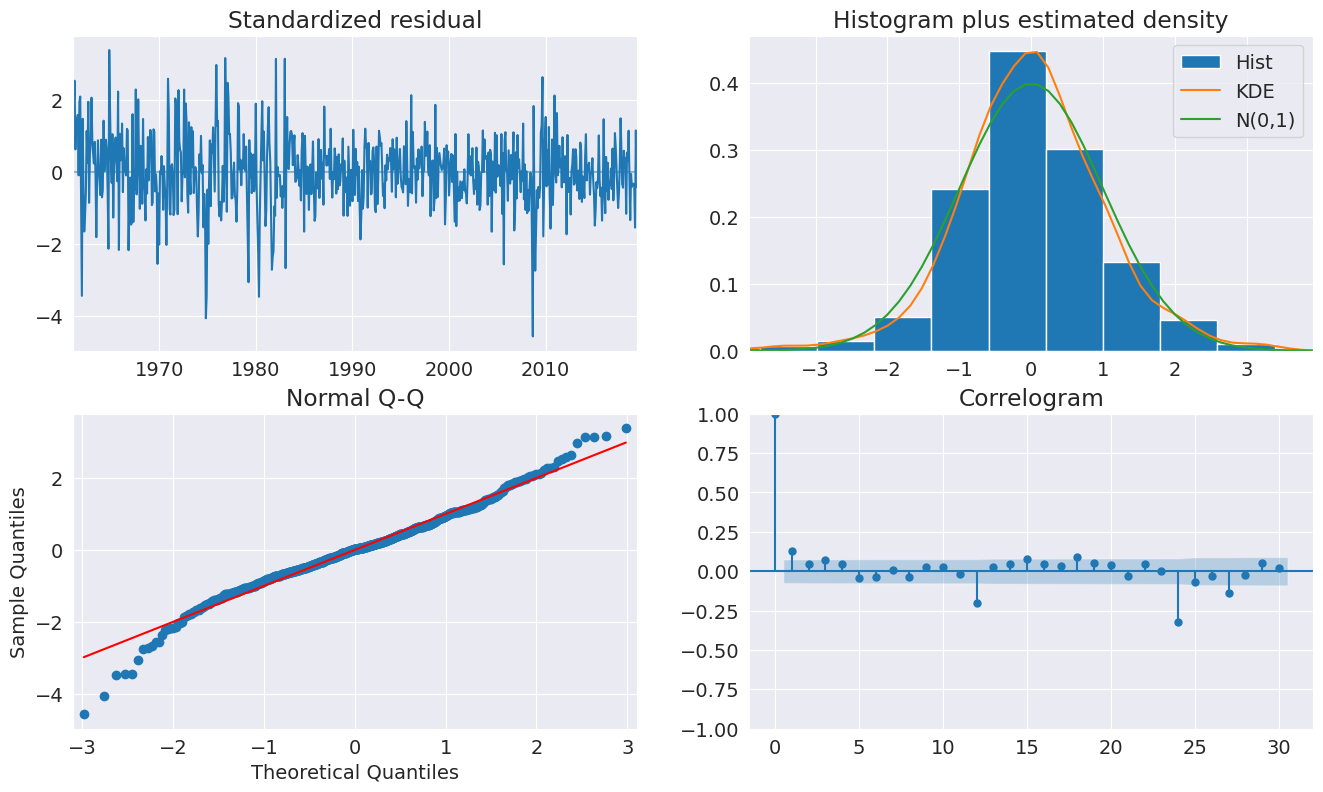 Standardized residual
2
0
−2
−4
1970 1980 1990 2000 2010
Histogram plus estimated density
Hist
KDE
N(0,1)
0.4
0.3
0.2
0.1
0.0
−3 −2 −1 0 1 2 3
Normal Q-Q
Sample Quantiles
2
0
−2
−4
−3 −2 −1 0 1 2 3
Theoretical Quantiles
Correlogram
1.00
0.75
0.50
0.25
0.00
−0.25
−0.50
−0.75
−1.00
0 5 10 15 20 25 30